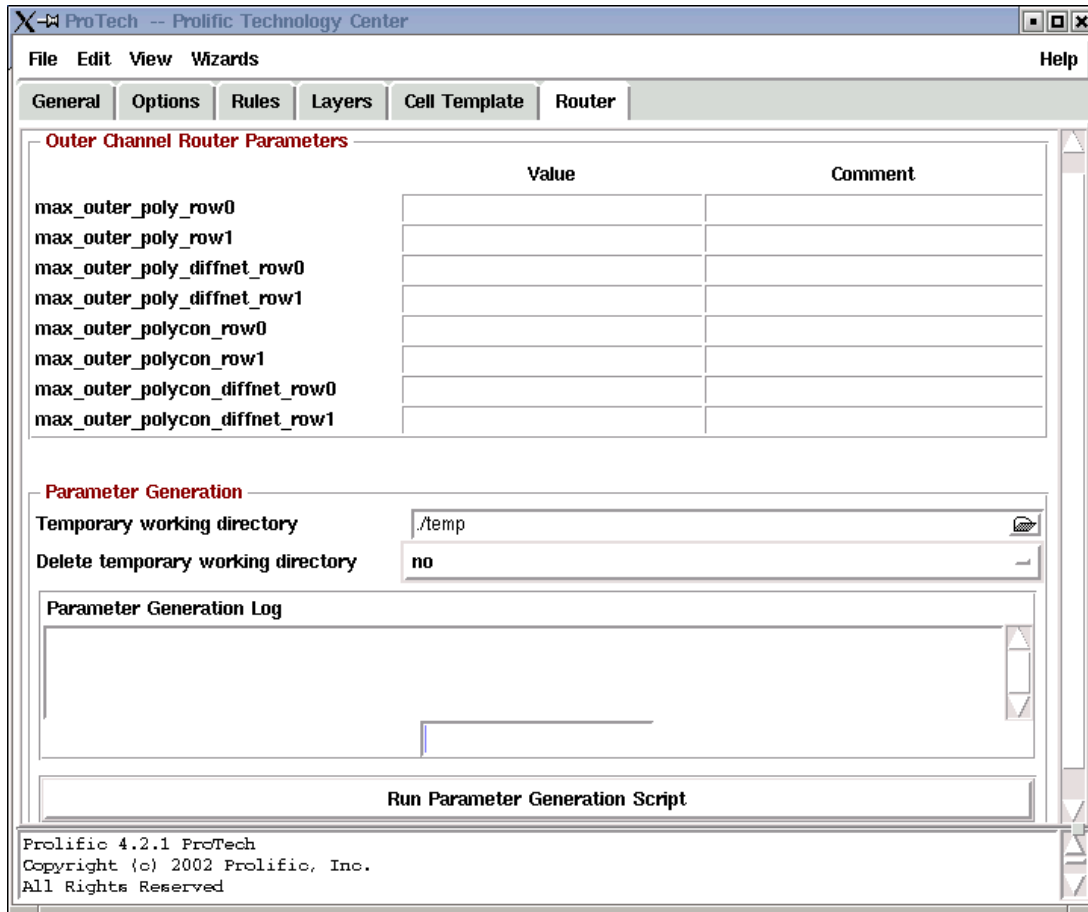 ProTech -- Prolific Technology Center
File Edit View Wizards Help
General Options Rules Layers Cell Template Router
Outer Channel Router Parameters
Value Comment
max_outer_poly_row0
max_outer_poly_row1
max_outer_poly_diffnet_row0
max_outer_poly_diffnet_row1
max_outer_polycon_row0
max_outer_polycon_row1
max_outer_polycon_diffnet_row0
max_outer_polycon_diffnet_row1
Parameter Generation
Temporary working directory ./temp
Delete temporary working directory no
Parameter Generation Log
Run Parameter Generation Script
Prolific 4.2.1 ProTech
Copyright (c) 2002 Prolific, Inc.
All Rights Reserved